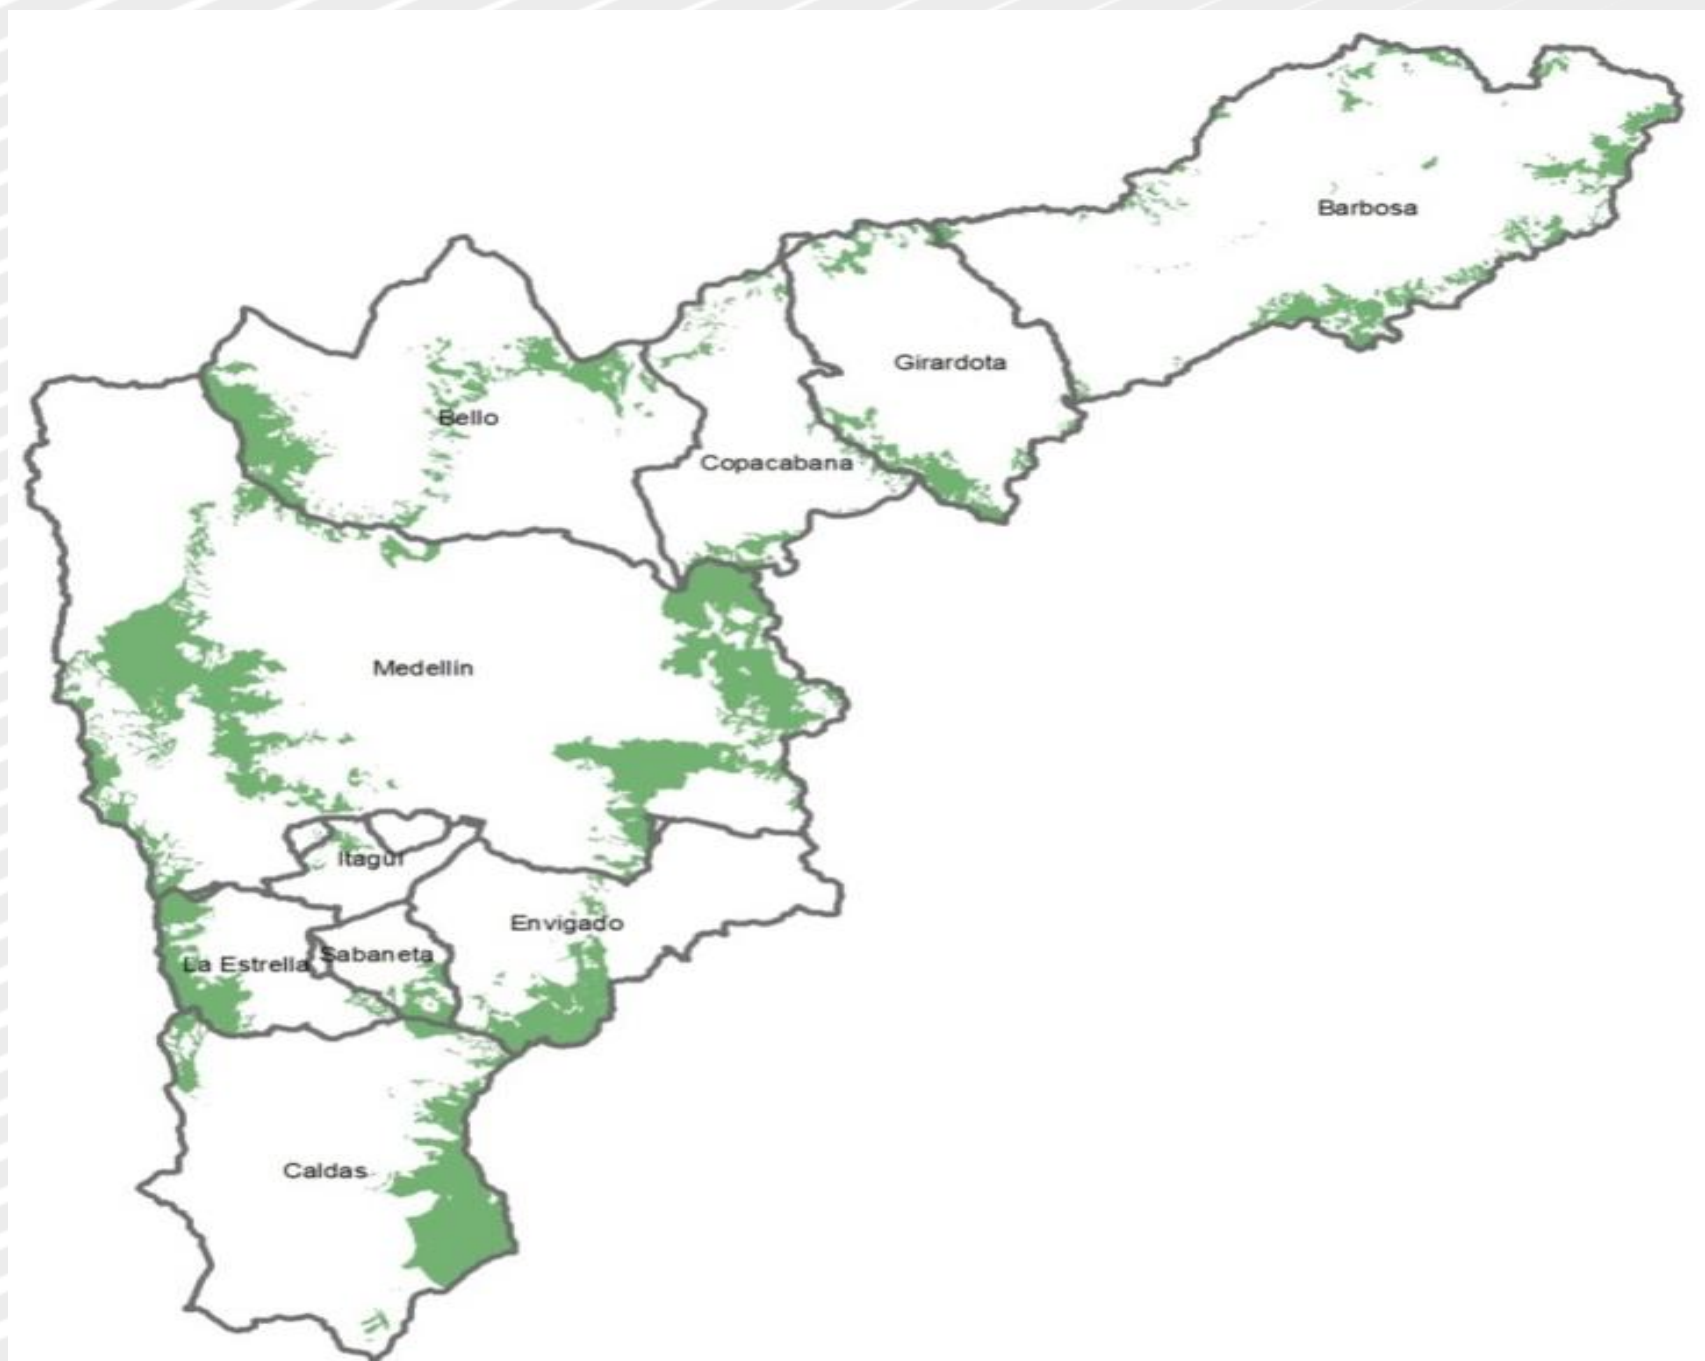 Barbosa
Girardota
Bello
Copacabana
Medellín
Itagüí
Envigado
Sabaneta
La Estrella
Caldas